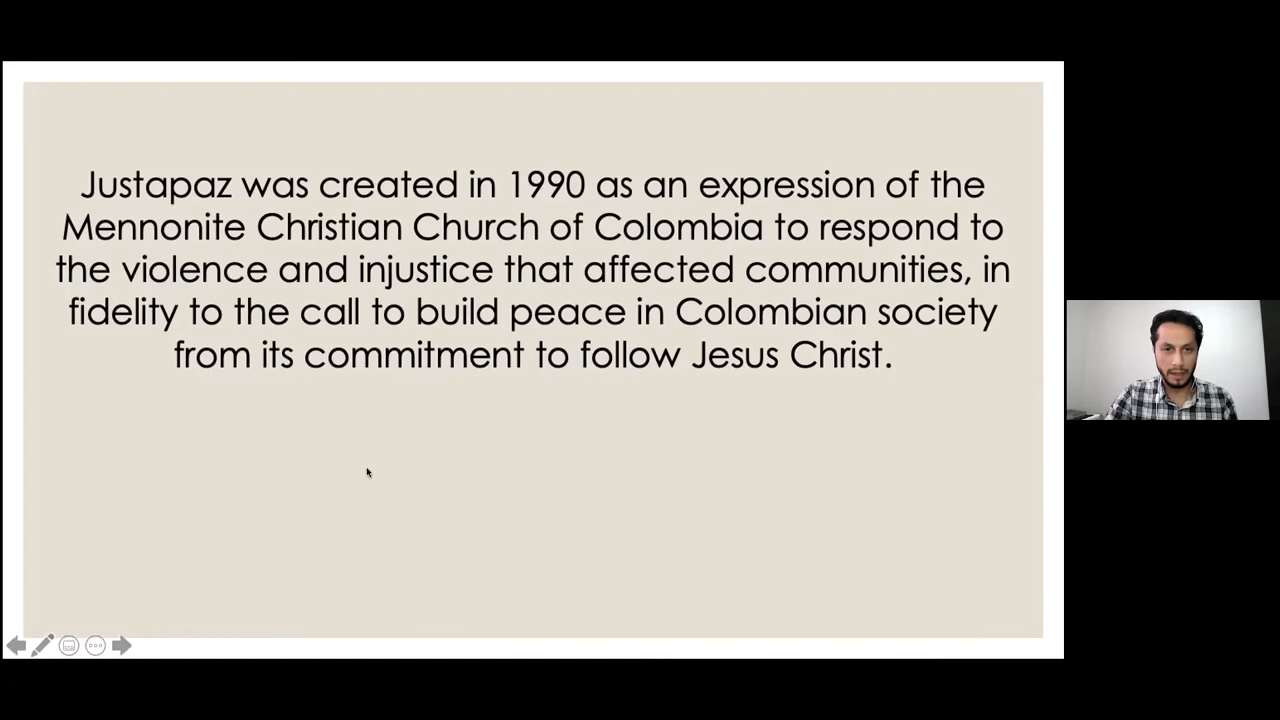 Justapaz was created in 1990 as an expression of the
Mennonite Christian Church of Colombia to respond to
the violence and injustice that affected communities, in
fidelity to the call to build peace in Colombian society
from its commitment to follow Jesus Christ.